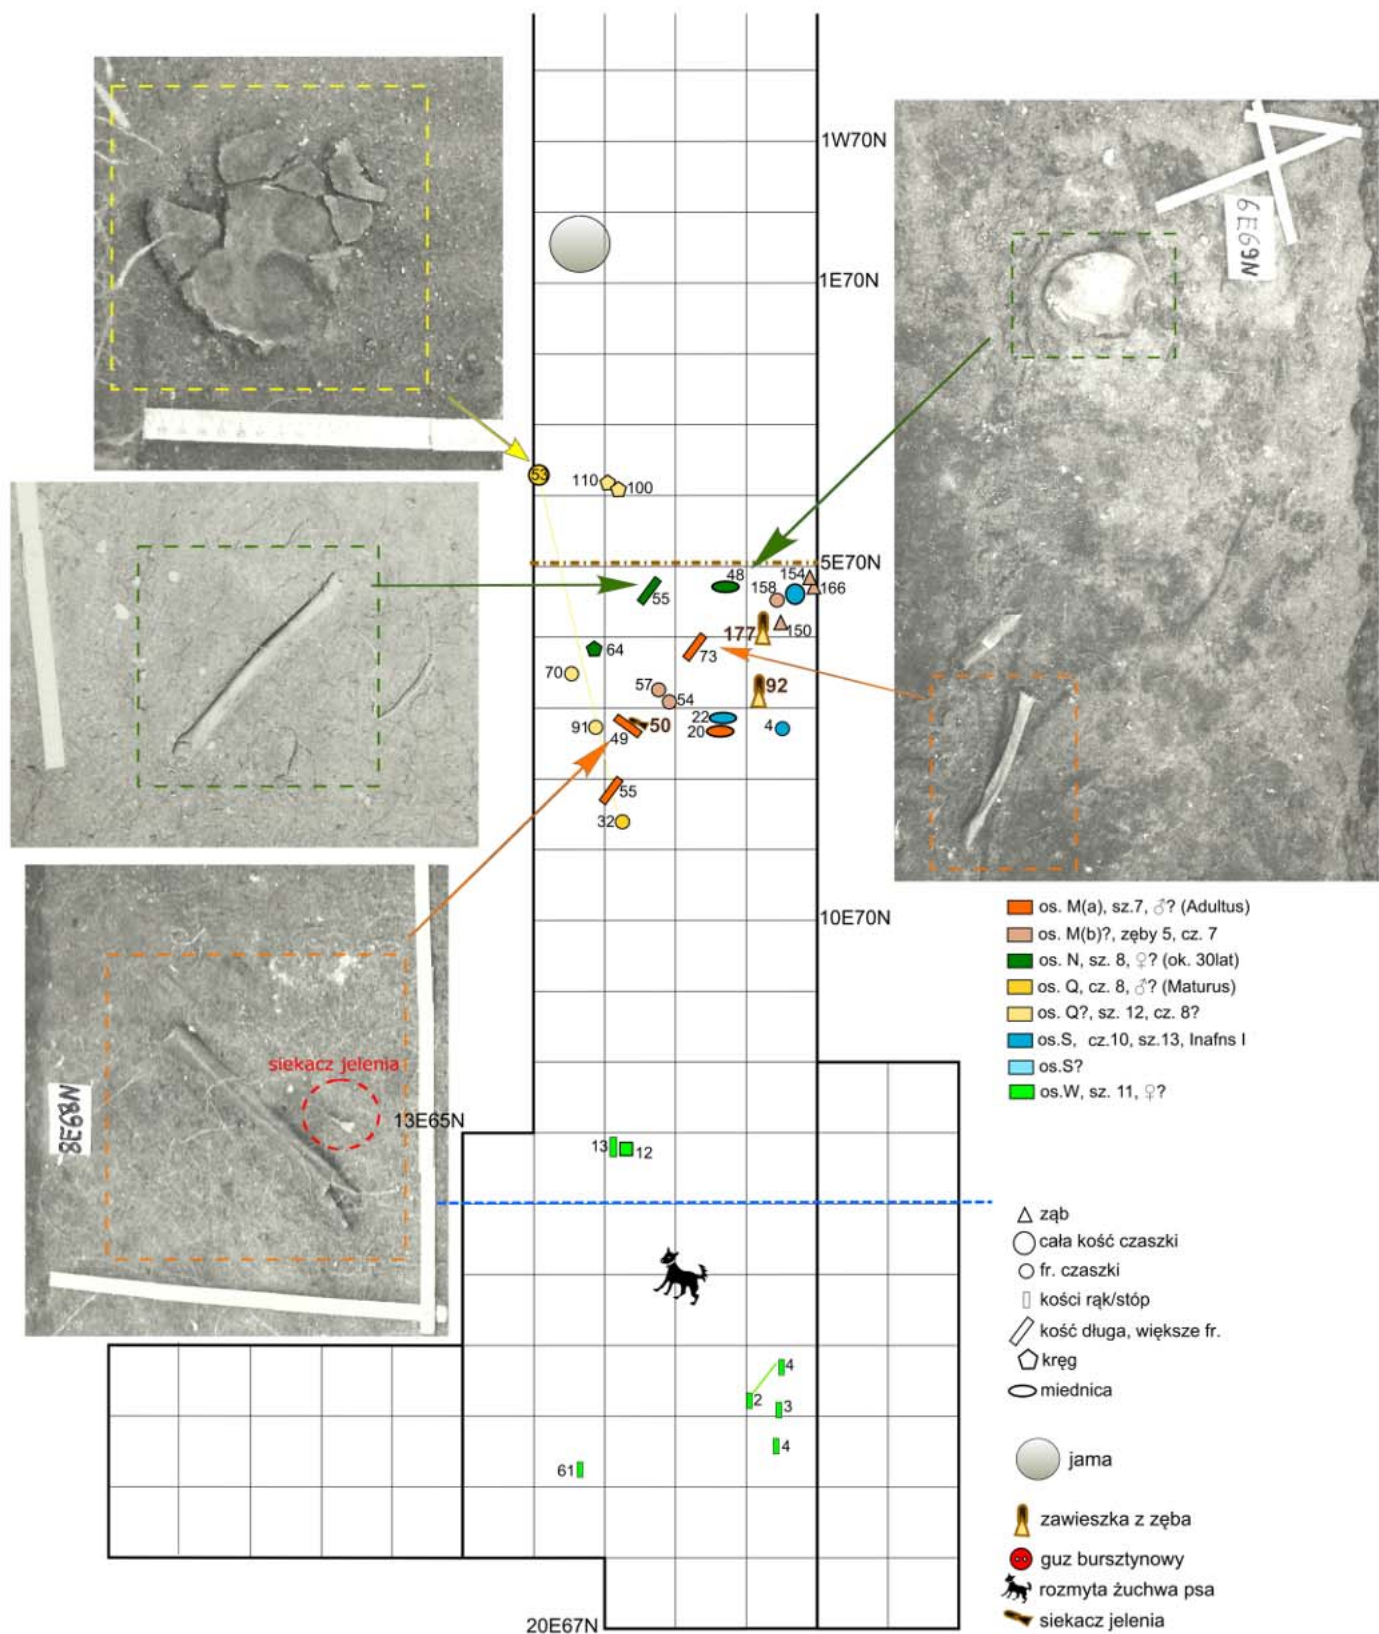 1W70N
6E69N
1E70N
53
110
100
5E70N
154
48
158
166
55
177
150
64
73
70
57
54
92
22
91
50
20
4
49
55
32
10E70N
os. M(a), sz.7, ♂? (Adultus)
os. M(b)?, zęby 5, cz. 7
os. N, sz. 8, ♀? (ok. 30lat)
os. Q, cz. 8, ♂? (Maturus)
os. Q?, sz. 12, cz. 8?
os.S, cz.10, sz.13, Inafns I
os.S?
os.W, sz. 11, ♀?
siekacz jelenia
8E68N
13E65N
13
12
ząb
cała kość czaszki
fr. czaszki
kości rąk/stóp
kość długa, większe fr.
kręg
miednica
4
2
3
4
61
jama
zawieszka z zęba
guz bursztynowy
rozmyta żuchwa psa
siekacz jelenia
20E67N